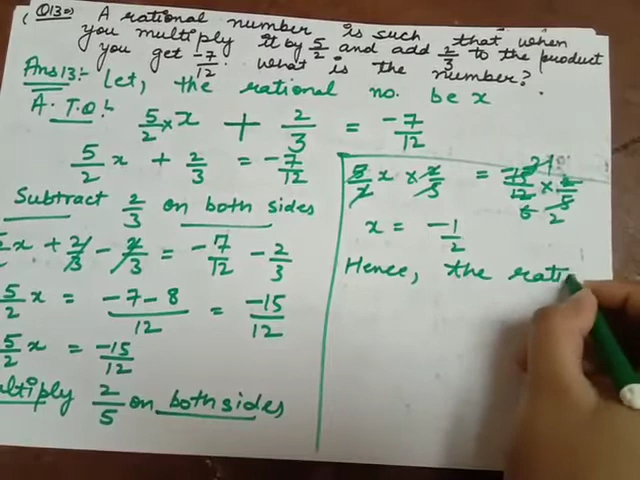 (Q13⇒) A rational number is such that when
you multiply it by 5/2 and add 2/3 to the product
you get -7/12. What is the number?
Ans13:- Let, the rational no. be x
A.T.Q:-
5/2 × x + 2/3 = -7/12
5/2 x + 2/3 = -7/12
Subtract 2/3 on both sides
x + 2/3 - 2/3 = -7/12 - 2/3
5/2 x = -7-8/12 = -15/12
5/2 x = -15/12
ultiply 2/5 on both sides
5/2 x × 2/5 = -15/12 × 2/5
x = -1/2
Hence, the rati